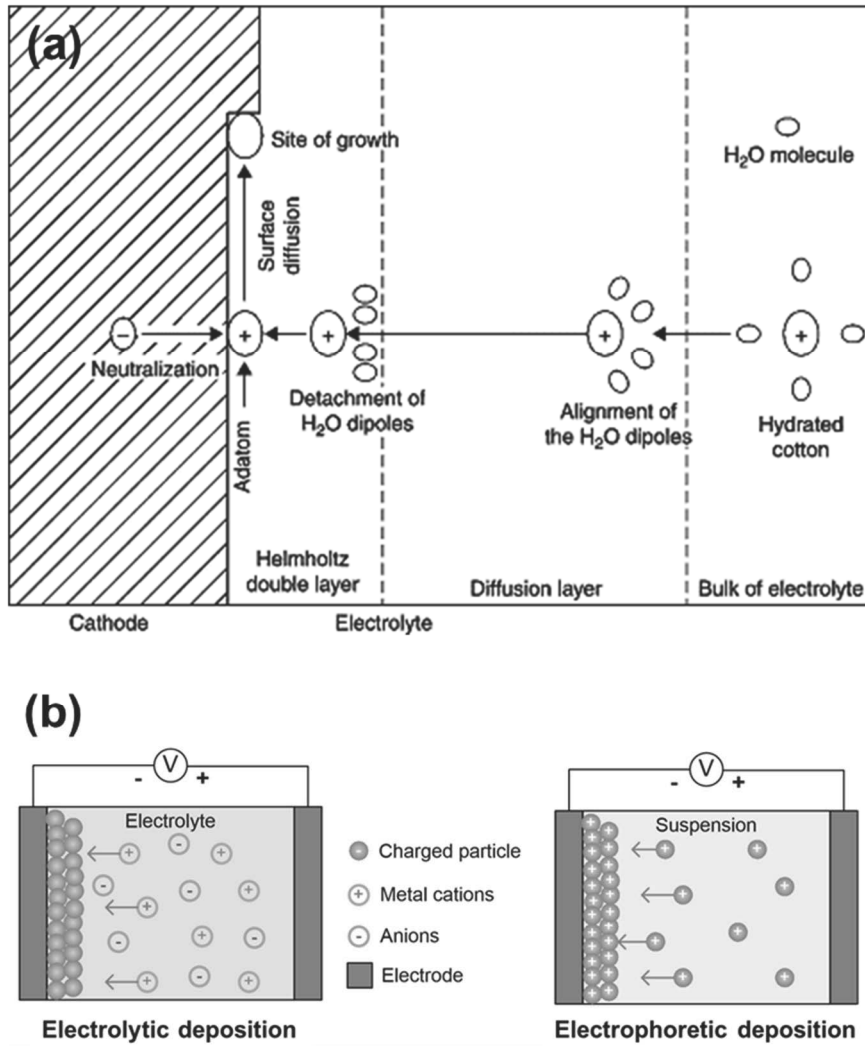 (a)
Site of growth
H₂O molecule
Surface
diffusion
−
+
+
+
+
Neutralization
Detachment of
H₂O dipoles
Alignment of
the H₂O dipoles
Hydrated
cotton
Adatom
Helmholtz
double layer
Diffusion layer
Bulk of electrolyte
Cathode
Electrolyte
(b)
V
- +
Electrolyte
Charged particle
Metal cations
Anions
Electrode
Electrolytic deposition
V
- +
Suspension
Electrophoretic deposition